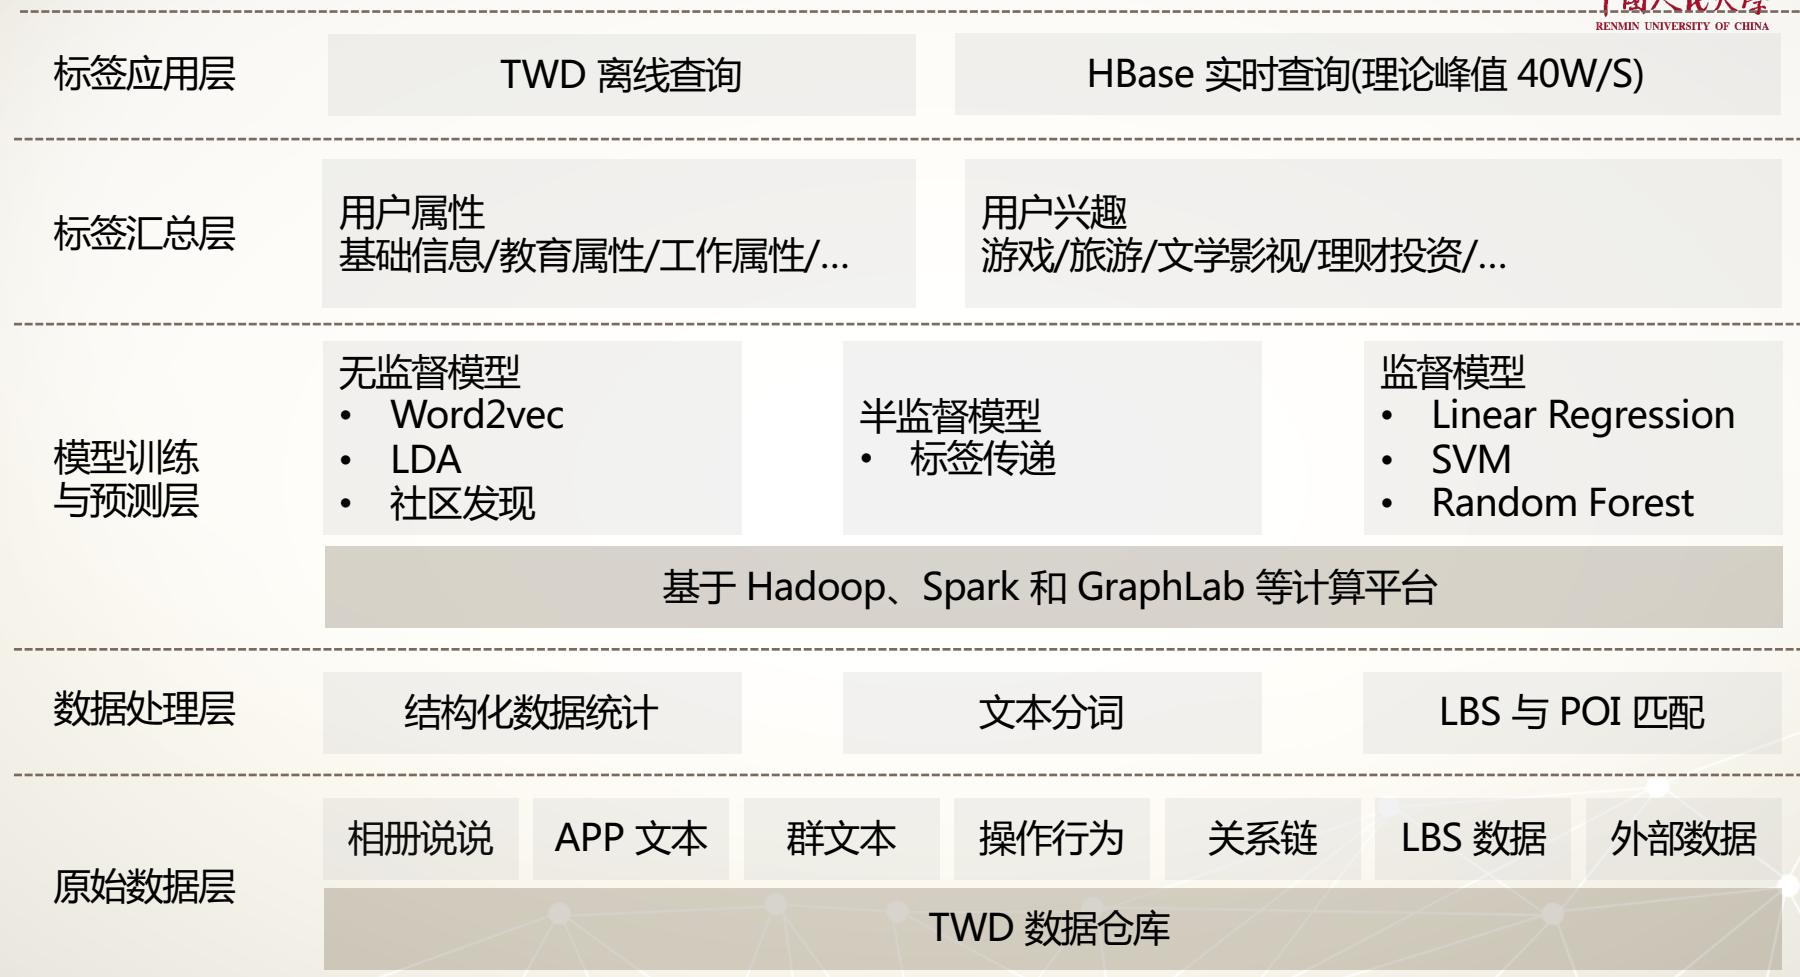 RENMIN UNIVERSITY OF CHINA
标签应用层
TWD 离线查询
HBase 实时查询(理论峰值 40W/S)
标签汇总层
用户属性
基础信息/教育属性/工作属性/...
用户兴趣
游戏/旅游/文学影视/理财投资/...
模型训练
与预测层
无监督模型
• Word2vec
• LDA
• 社区发现
半监督模型
• 标签传递
监督模型
• Linear Regression
• SVM
• Random Forest
基于 Hadoop、Spark 和 GraphLab 等计算平台
数据处理层
结构化数据统计
文本分词
LBS 与 POI 匹配
原始数据层
相册说说
APP 文本
群文本
操作行为
关系链
LBS 数据
外部数据
TWD 数据仓库